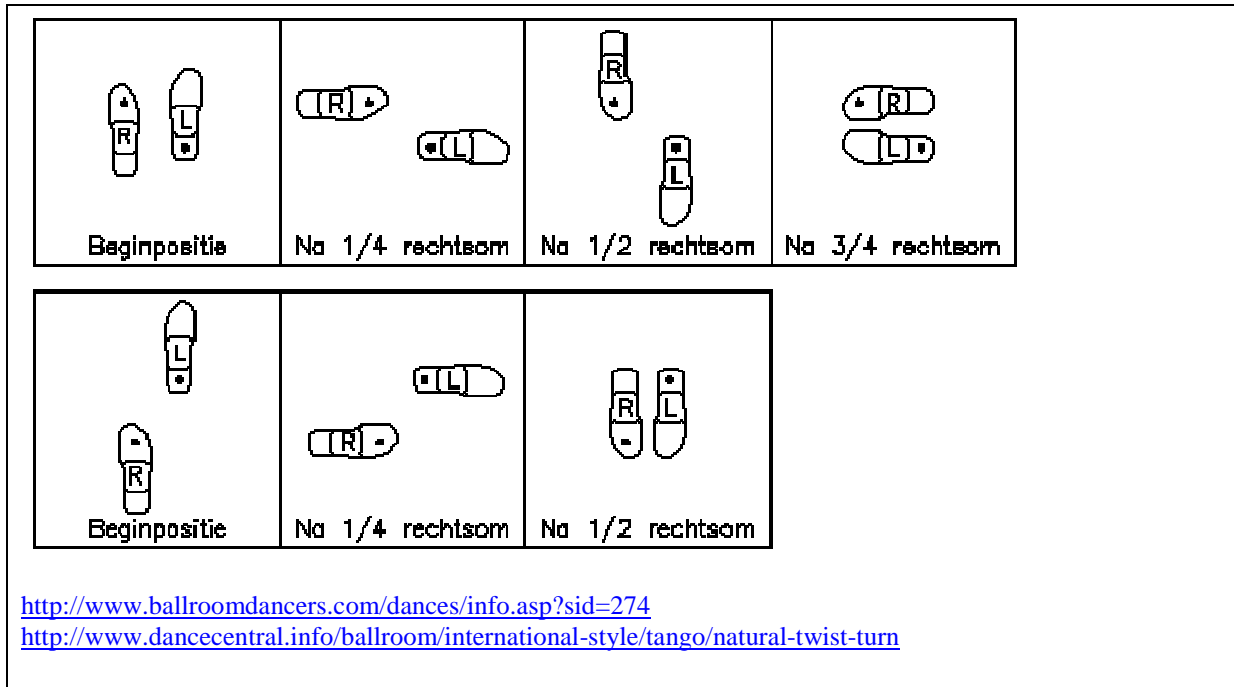 R L
R L
R L
R L
Beginpositie
Na 1/4 rechtsom
Na 1/2 rechtsom
Na 3/4 rechtsom
L R
L R
R L
Beginpositie
Na 1/4 rechtsom
Na 1/2 rechtsom
http://www.ballroomdancers.com/dances/info.asp?sid=274
http://www.dancecentral.info/ballroom/international-style/tango/natural-twist-turn